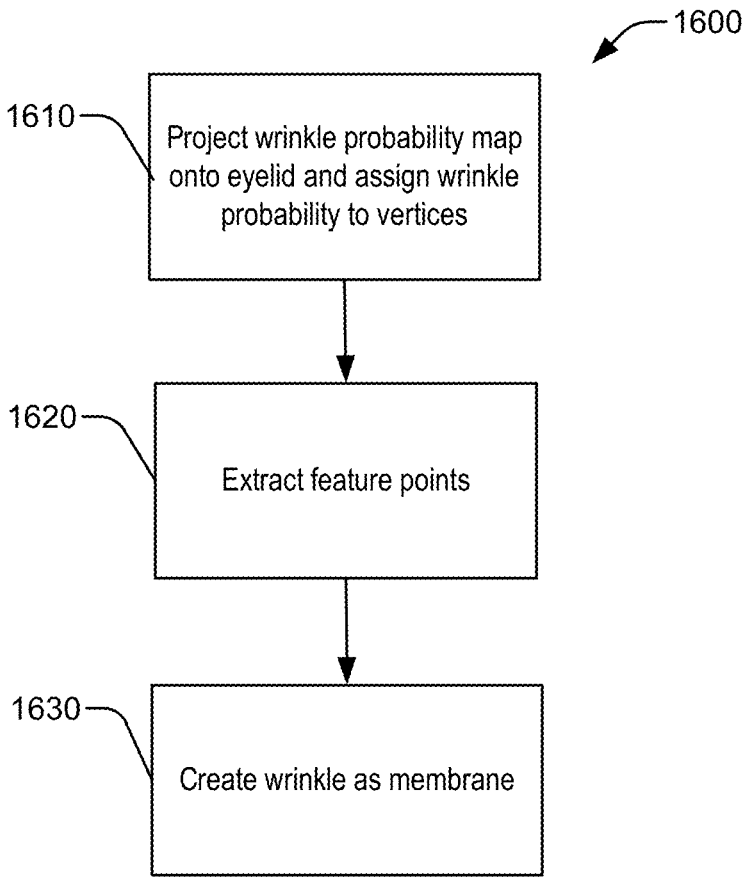 1600
1610
Project wrinkle probability map
onto eyelid and assign wrinkle
probability to vertices
1620
Extract feature points
1630
Create wrinkle as membrane